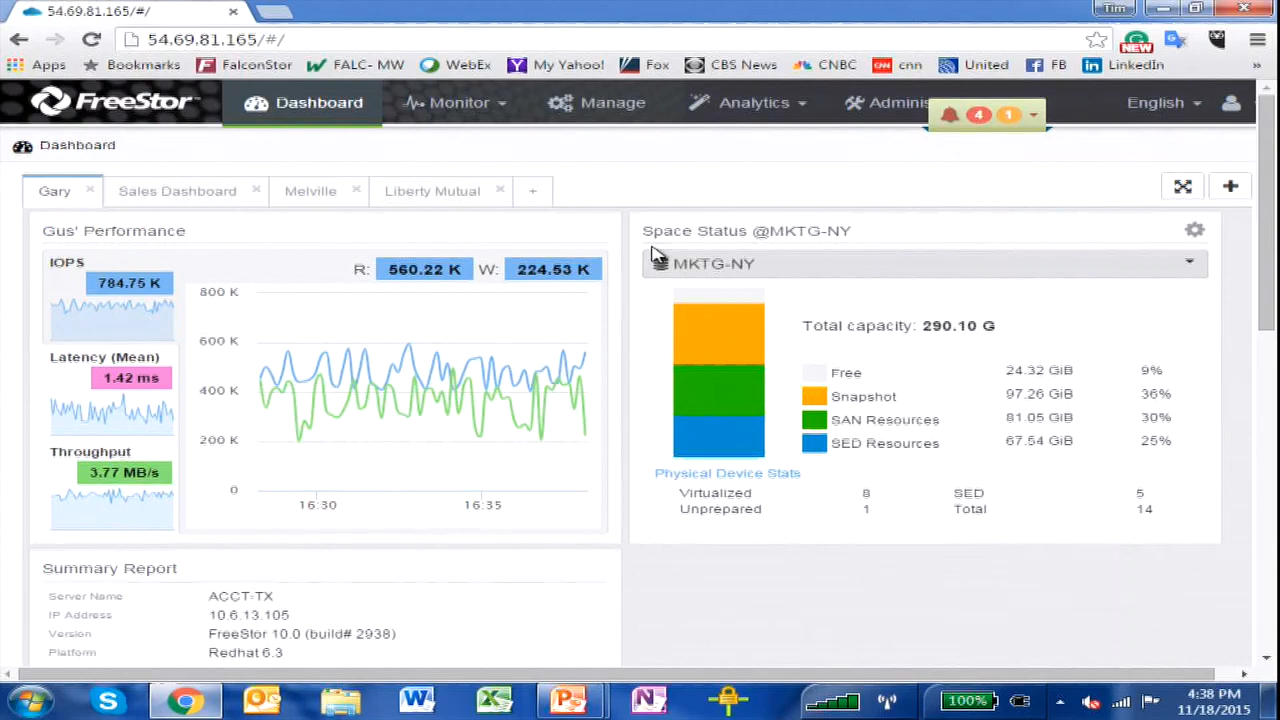 54.69.81.165/#/
Tim
54.69.81.165/#/
NEW
Apps Bookmarks FalconStor FALC- MW WebEx My Yahoo! Fox CBS News CNBC cnn United FB LinkedIn »
FreeStor Dashboard Monitor Manage Analytics Adminis 4 1 English
Dashboard
Gary Sales Dashboard Melville Liberty Mutual +
Gus' Performance
IOPS
784.75 K
R: 560.22 K W: 224.53 K
800 K
600 K
400 K
200 K
0
16:30 16:35
Latency (Mean)
1.42 ms
Throughput
3.77 MB/s
Space Status @MKTG-NY
MKTG-NY
Total capacity: 290.10 G
Free 24.32 GiB 9%
Snapshot 97.26 GiB 36%
SAN Resources 81.05 GiB 30%
SED Resources 67.54 GiB 25%
Physical Device Stats
Virtualized 8 SED 5
Unprepared 1 Total 14
Summary Report
Server Name ACCT-TX
IP Address 10.6.13.105
Version FreeStor 10.0 (build# 2938)
Platform Redhat 6.3
100%
4:38 PM
11/18/2015